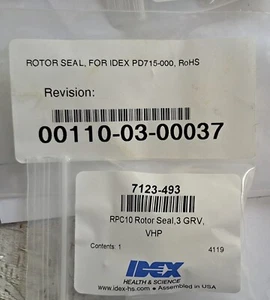 ROTOR SEAL, FOR IDEX PD715-000, RoHS
Revision:
00110-03-00037
7123-493
RPC10 Rotor Seal,3 GRV,
VHP
Contents: 1
4119
IDEX
HEALTH & SCIENCE
www.idex-hs.com ● Assembled in USA